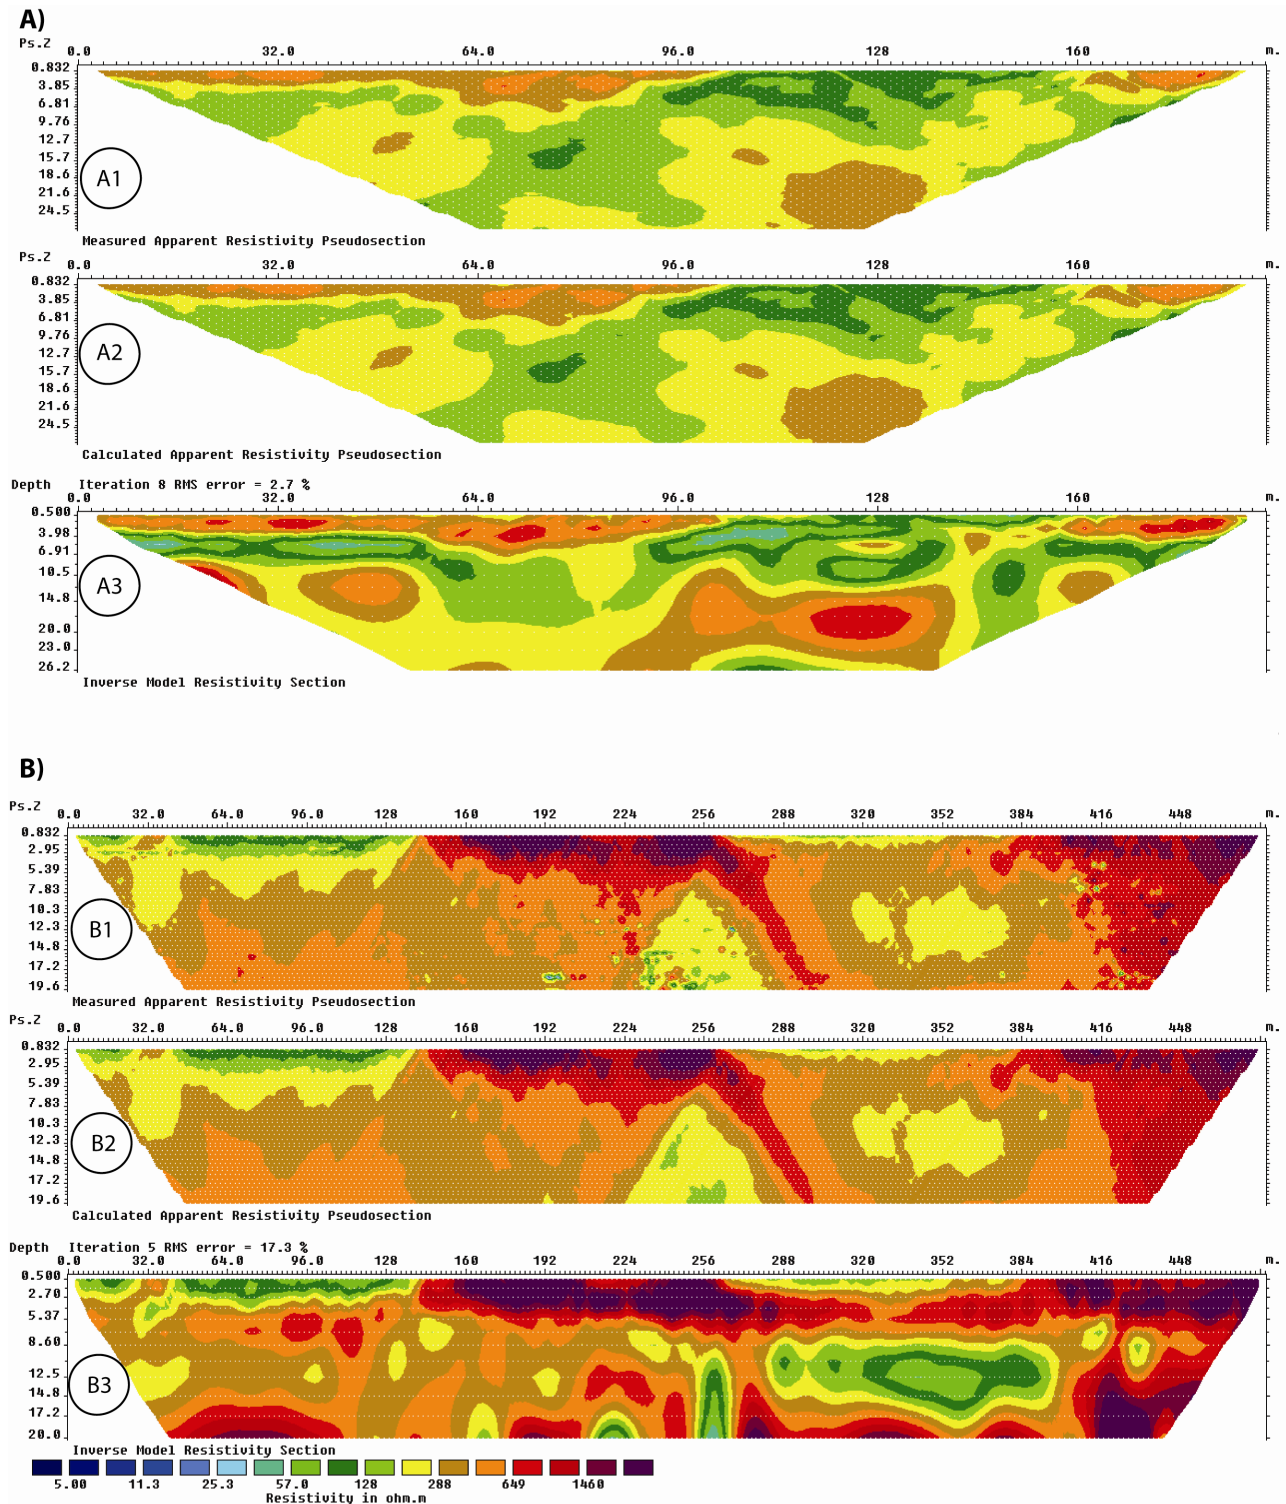 A)
Ps.Z 0.0 32.0 64.0 96.0 128 160 m.
0.832
3.85
6.81
9.76
12.7
15.7
18.6
21.6
24.5
A1
Measured Apparent Resistivity Pseudosection
Ps.Z 0.0 32.0 64.0 96.0 128 160 m.
0.832
3.85
6.81
9.76
12.7
15.7
18.6
21.6
24.5
A2
Calculated Apparent Resistivity Pseudosection
Depth Iteration 8 RMS error = 2.7 %
0.0 32.0 64.0 96.0 128 160 m.
0.500
3.98
6.91
10.5
14.8
20.0
23.0
26.2
A3
Inverse Model Resistivity Section
B)
Ps.Z 0.0 32.0 64.0 96.0 128 160 192 224 256 288 320 352 384 416 448 m.
0.832
2.95
5.39
7.83
10.3
12.3
14.8
17.2
19.6
B1
Measured Apparent Resistivity Pseudosection
Ps.Z 0.0 32.0 64.0 96.0 128 160 192 224 256 288 320 352 384 416 448 m.
0.832
2.95
5.39
7.83
10.3
12.3
14.8
17.2
19.6
B2
Calculated Apparent Resistivity Pseudosection
Depth Iteration 5 RMS error = 17.3 %
0.0 32.0 64.0 96.0 128 160 192 224 256 288 320 352 384 416 448 m.
0.500
2.70
5.37
8.60
12.5
14.8
17.2
20.0
B3
Inverse Model Resistivity Section
5.00 11.3 25.3 57.0 128 288 649 1460
Resistivity in ohm.m